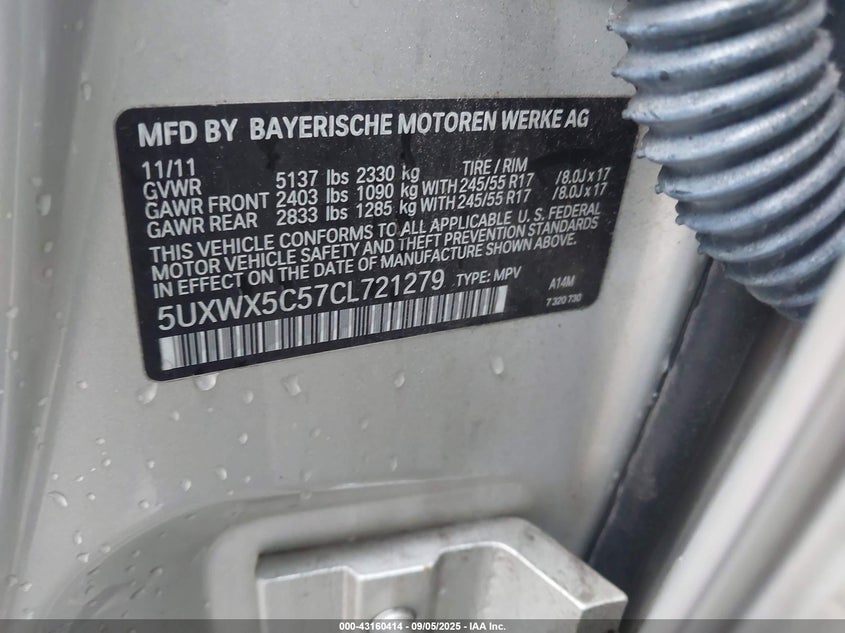 MFD BY BAYERISCHE MOTOREN WERKE AG
11/11 TIRE / RIM
GVWR 5137 lbs 2330 kg
GAWR FRONT 2403 lbs 1090 kg WITH 245/55 R17 /8.0J x 17
GAWR REAR 2833 lbs 1285 kg WITH 245/55 R17 /8.0J x 17
THIS VEHICLE CONFORMS TO ALL APPLICABLE U.S. FEDERAL
MOTOR VEHICLE SAFETY AND THEFT PREVENTION STANDARDS
IN EFFECT ON THE DATE OF MANUFACTURE SHOWN ABOVE.
5UXWX5C57CL721279 TYPE: MPV A14M
7 320 730
000-43160414 - 09/05/2025 - IAA Inc.